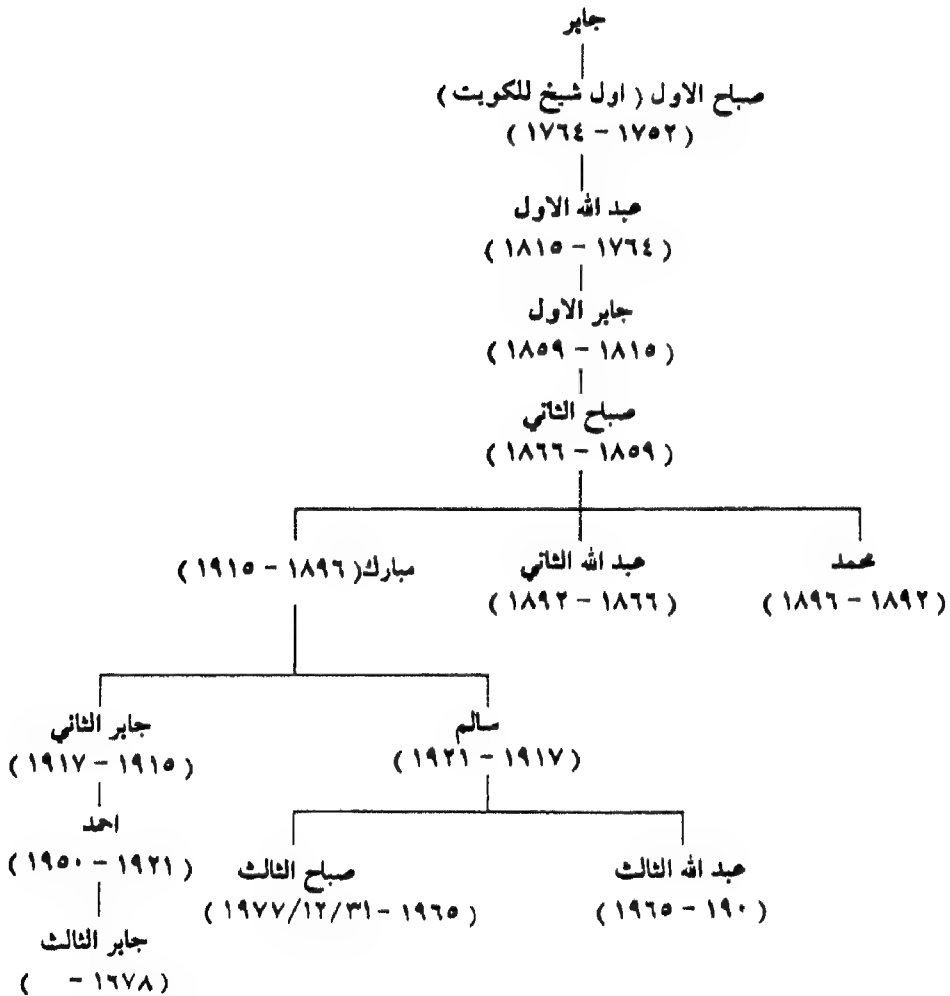 جابر
صباح الاول ( اول شيخ للكويت )
( ١٧٥٢ - ١٧٦٤ )
عبد الله الاول
( ١٧٦٤ - ١٨١٥ )
جابر الاول
( ١٨١٥ - ١٨٥٩ )
صباح الثاني
( ١٨٥٩ - ١٨٦٦ )
محمد
( ١٨٩٢ - ١٨٩٦ )
عبد الله الثاني
( ١٨٦٦ - ١٨٩٢ )
مبارك ( ١٨٩٦ - ١٩١٥ )
سالم
( ١٩١٧ - ١٩٢١ )
جابر الثاني
( ١٩١٥ - ١٩١٧ )
احمد
( ١٩٢١ - ١٩٥٠ )
عبد الله الثالث
( ١٩٠ - ١٩٦٥ )
صباح الثالث
( ١٩٦٥ - ١٩٧٧/١٢/٣١ )
جابر الثالث
( ١٦٧٨ - )